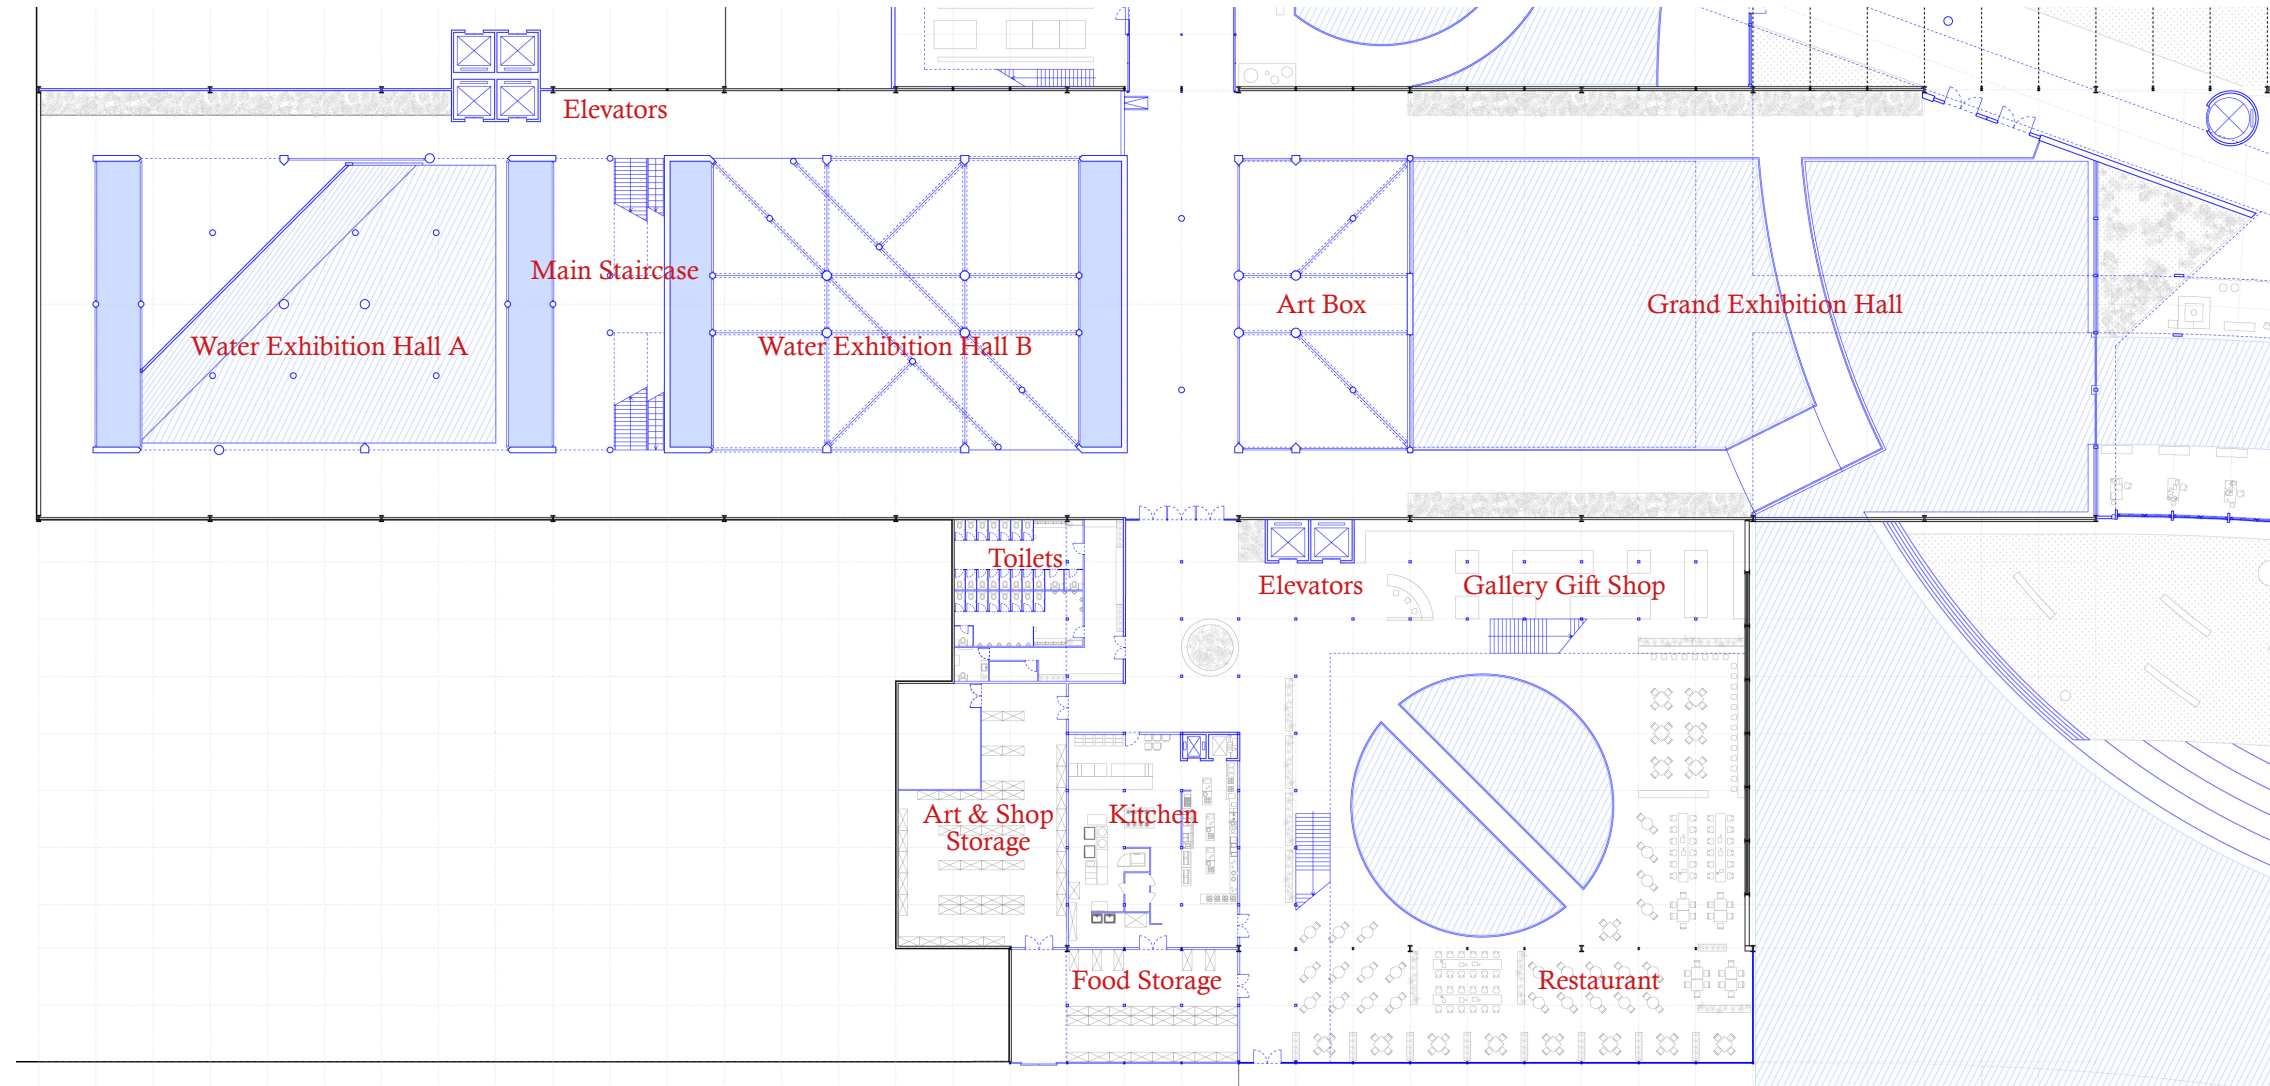 Elevators
Main Staircase
Water Exhibition Hall A
Water Exhibition Hall B
Art Box
Grand Exhibition Hall
Toilets
Elevators
Gallery Gift Shop
Art & Shop
Storage
Kitchen
Food Storage
Restaurant